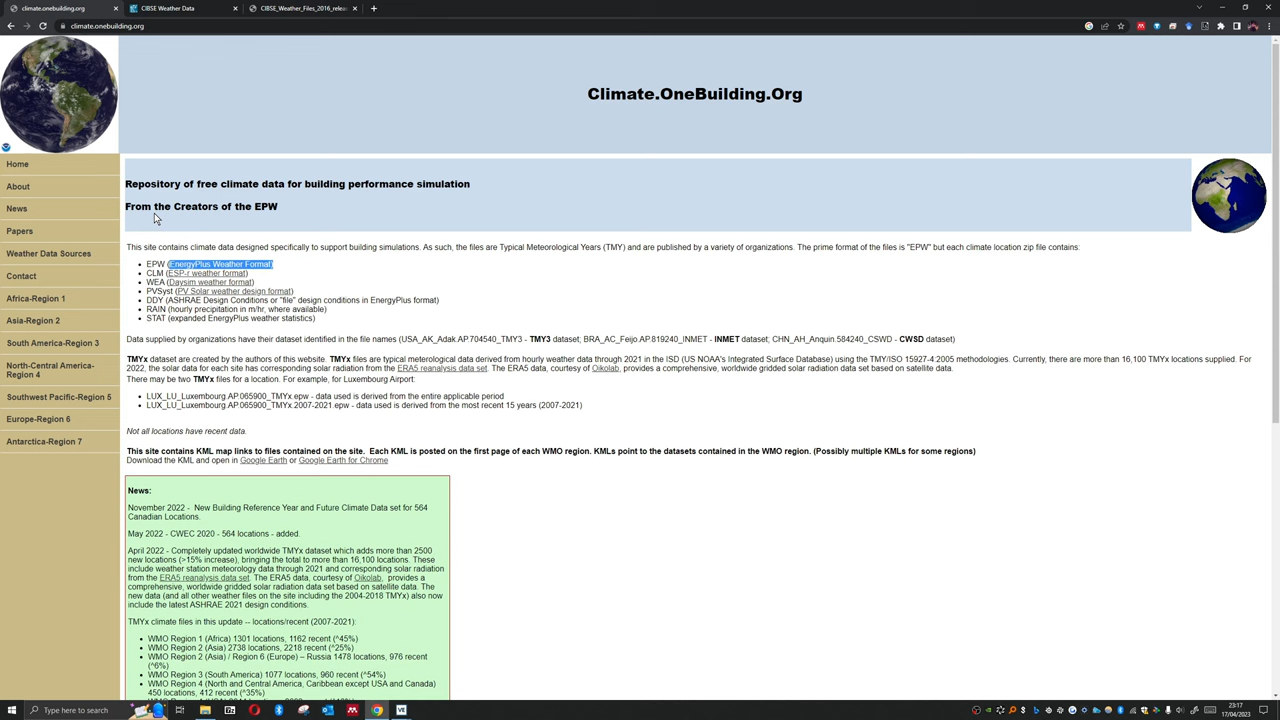 climate.onebuilding.org
CIBSE Weather Data
CIBSE_Weather_Files_2016_relea
climate.onebuilding.org
Climate.OneBuilding.Org
Home
About
News
Papers
Weather Data Sources
Contact
Africa-Region 1
Asia-Region 2
South America-Region 3
North-Central America-
Region 4
Southwest Pacific-Region 5
Europe-Region 6
Antarctica-Region 7
Repository of free climate data for building performance simulation
From the Creators of the EPW
This site contains climate data designed specifically to support building simulations. As such, the files are Typical Meteorological Years (TMY) and are published by a variety of organizations. The prime format of the files is "EPW" but each climate location zip file contains:
EPW (EnergyPlus Weather Format)
CLM (ESP-r weather format)
WEA (Daysim weather format)
PVSyst (PV Solar weather design format)
DDY (ASHRAE Design Conditions or "file" design conditions in EnergyPlus format)
RAIN (hourly precipitation in m/hr, where available)
STAT (expanded EnergyPlus weather statistics)
Data supplied by organizations have their dataset identified in the file names (USA_AK_Adak.AP.704540_TMY3 - TMY3 dataset; BRA_AC_Feijo.AP.819240_INMET - INMET dataset; CHN_AH_Anquin.584240_CSWD - CWSD dataset)
TMYx dataset are created by the authors of this website. TMYx files are typical meterological data derived from hourly weather data through 2021 in the ISD (US NOAA's Integrated Surface Database) using the TMY/ISO 15927-4:2005 methodologies. Currently, there are more than 16,100 TMYx locations supplied. For
2022, the solar data for each site has corresponding solar radiation from the ERA5 reanalysis data set. The ERA5 data, courtesy of Oikolab, provides a comprehensive, worldwide gridded solar radiation data set based on satellite data.
There may be two TMYx files for a location. For example, for Luxembourg Airport:
LUX_LU_Luxembourg.AP.065900_TMYx.epw - data used is derived from the entire applicable period
LUX_LU_Luxembourg.AP.065900_TMYx.2007-2021.epw - data used is derived from the most recent 15 years (2007-2021)
Not all locations have recent data.
This site contains KML map links to files contained on the site. Each KML is posted on the first page of each WMO region. KMLs point to the datasets contained in the WMO region. (Possibly multiple KMLs for some regions)
Download the KML and open in Google Earth or Google Earth for Chrome
News:
November 2022 - New Building Reference Year and Future Climate Data set for 564
Canadian Locations.
May 2022 - CWEC 2020 - 564 locations - added.
April 2022 - Completely updated worldwide TMYx dataset which adds more than 2500
new locations (>15% increase), bringing the total to more than 16,100 locations. These
include weather station meteorology data through 2021 and corresponding solar radiation
from the ERA5 reanalysis data set. The ERA5 data, courtesy of Oikolab, provides a
comprehensive, worldwide gridded solar radiation data set based on satellite data. The
new data (and all other weather files on the site including the 2004-2018 TMYx) also now
include the latest ASHRAE 2021 design conditions.
TMYx climate files in this update -- locations/recent (2007-2021):
WMO Region 1 (Africa) 1301 locations, 1162 recent (^45%)
WMO Region 2 (Asia) 2738 locations, 2218 recent (^25%)
WMO Region 2 (Asia) / Region 6 (Europe) – Russia 1478 locations, 976 recent
(^6%)
WMO Region 3 (South America) 1077 locations, 960 recent (^54%)
WMO Region 4 (North and Central America, Caribbean except USA and Canada)
450 locations, 412 recent (^35%)
Type here to search
23:17
17/04/2023